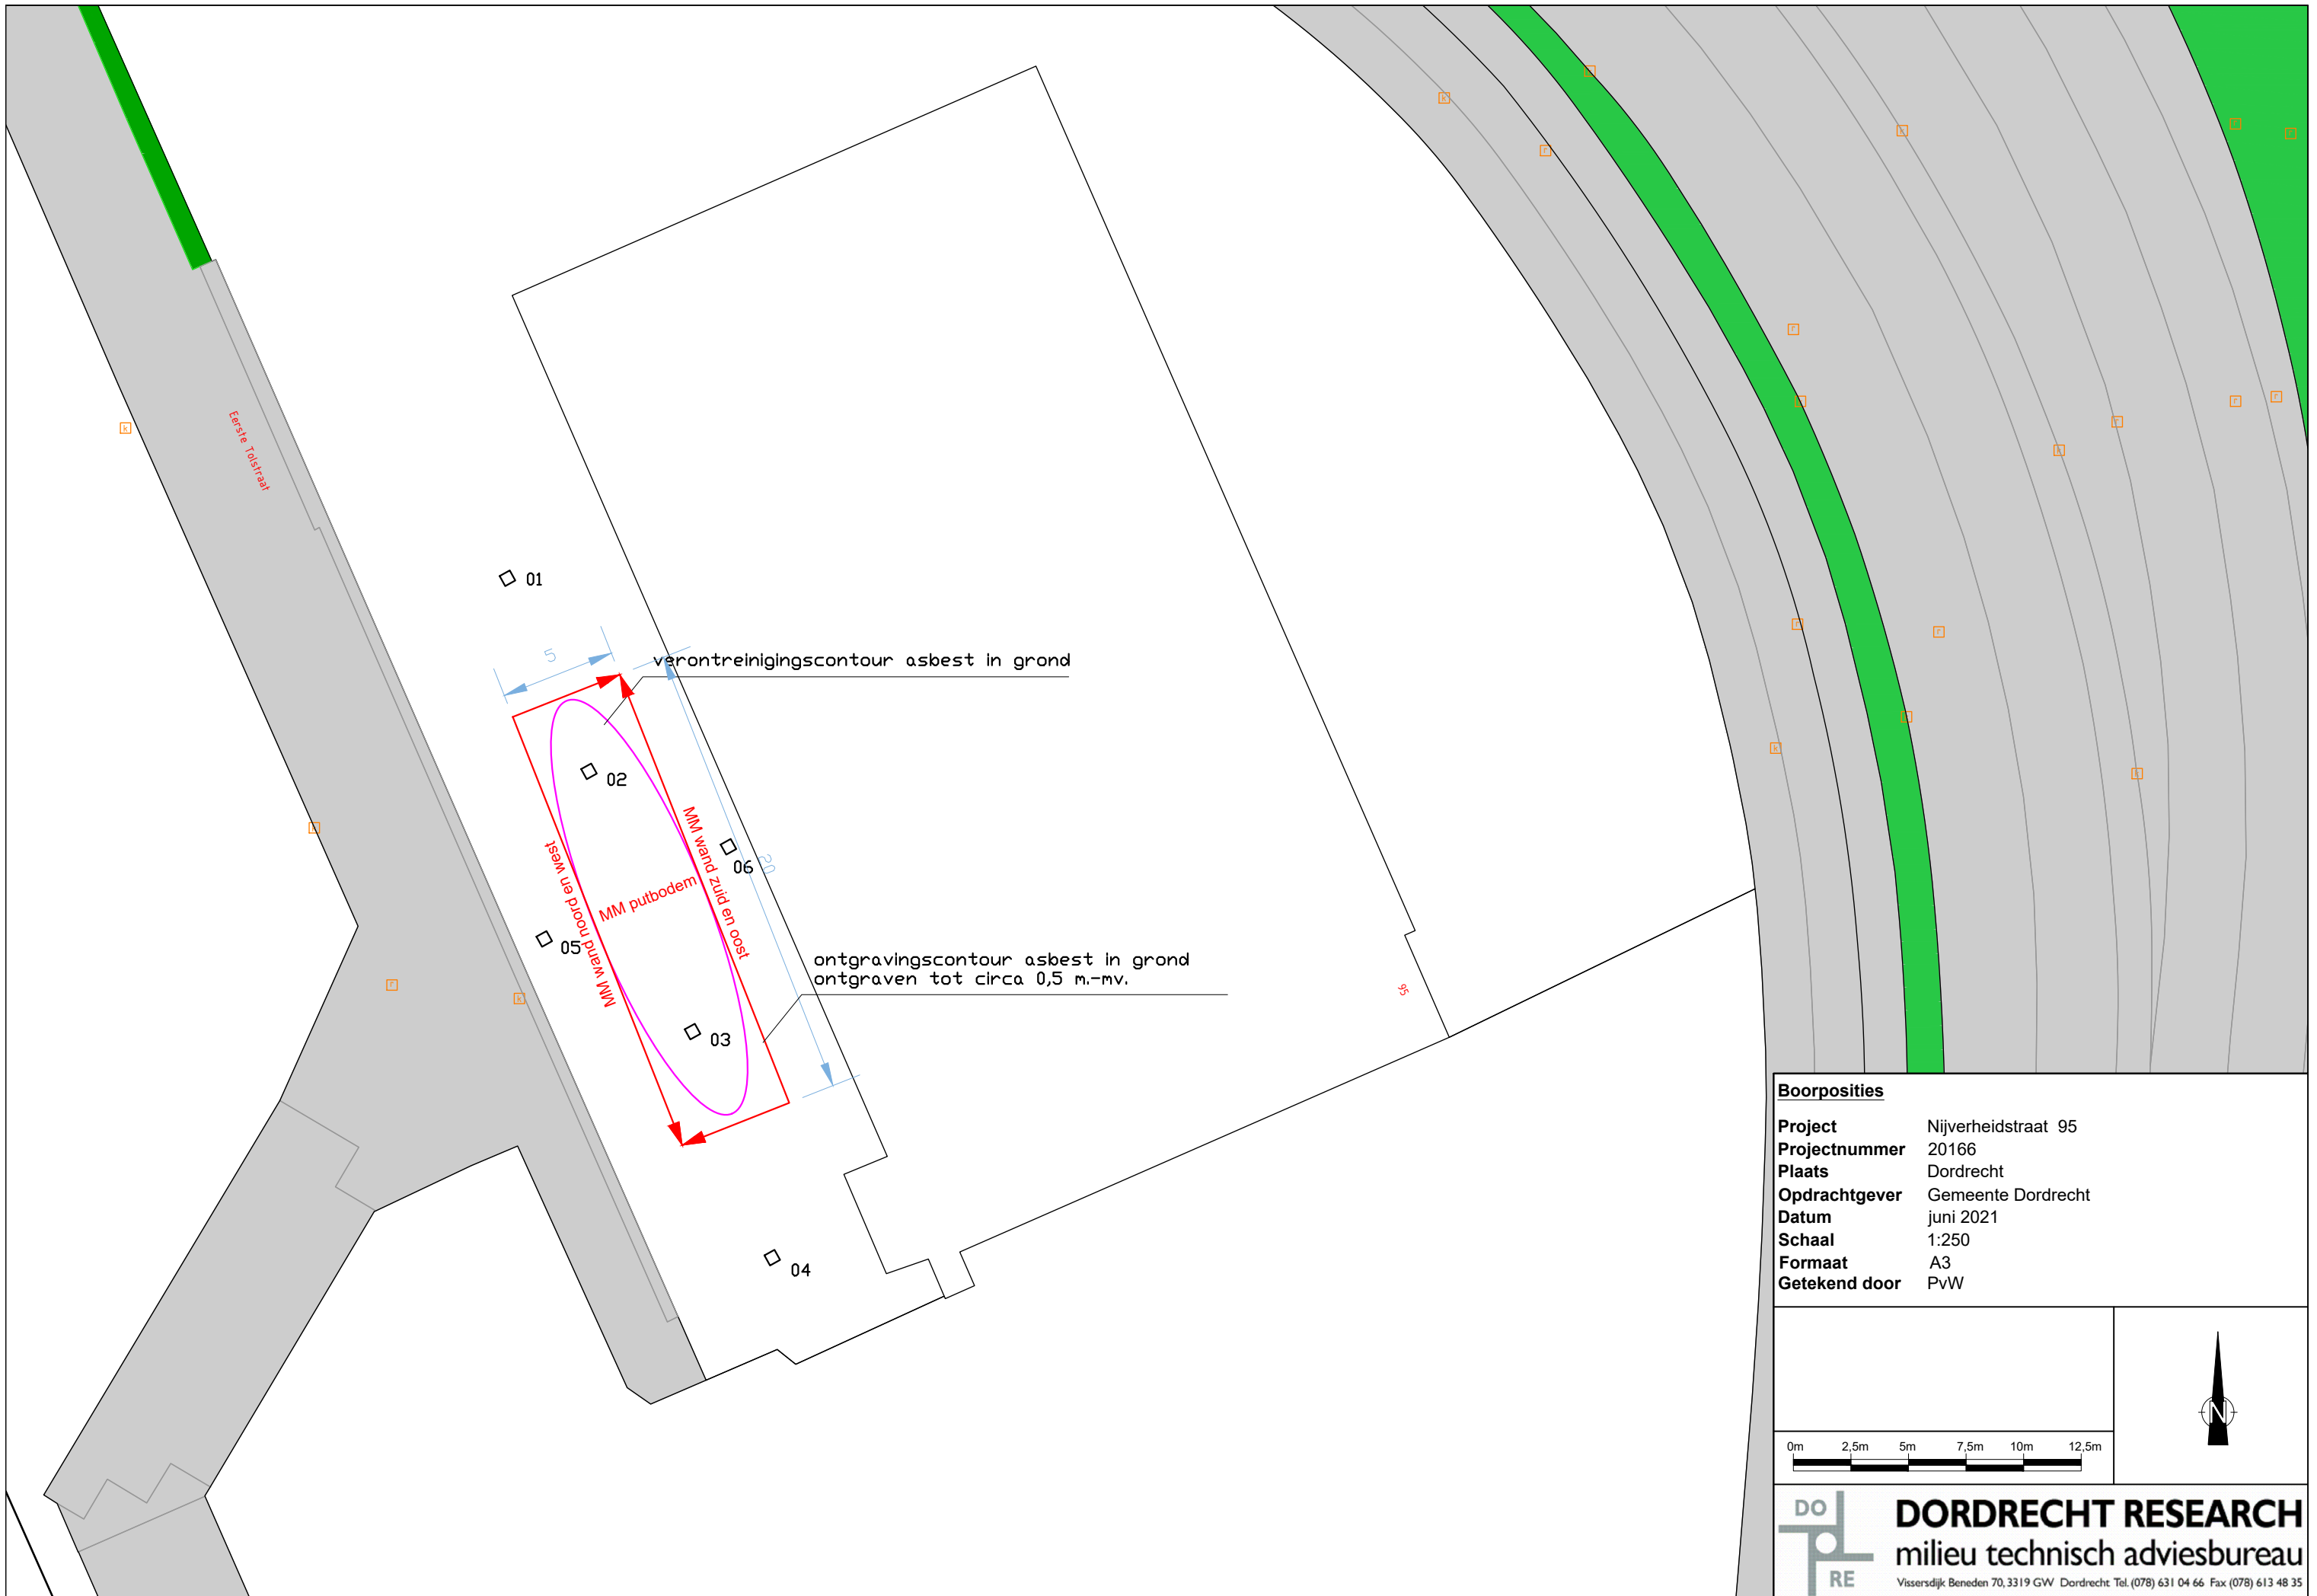 Eerste Tolstraat
01
5
verontreinigingscontour asbest in grond
02
MM wand zuid en oost
06
20
MM putbodem
MM wand noord en west
05
ontgravingscontour asbest in grond
ontgraven tot circa 0,5 m.-mv.
95
03
04
Boorposities
Project Nijverheidstraat 95
Projectnummer 20166
Plaats Dordrecht
Opdrachtgever Gemeente Dordrecht
Datum juni 2021
Schaal 1:250
Formaat A3
Getekend door PvW
0m 2,5m 5m 7,5m 10m 12,5m
N
DO
RE
DORDRECHT RESEARCH
milieu technisch adviesbureau
Vissersdijk Beneden 70, 3319 GW Dordrecht Tel. (078) 631 04 66 Fax (078) 613 48 35